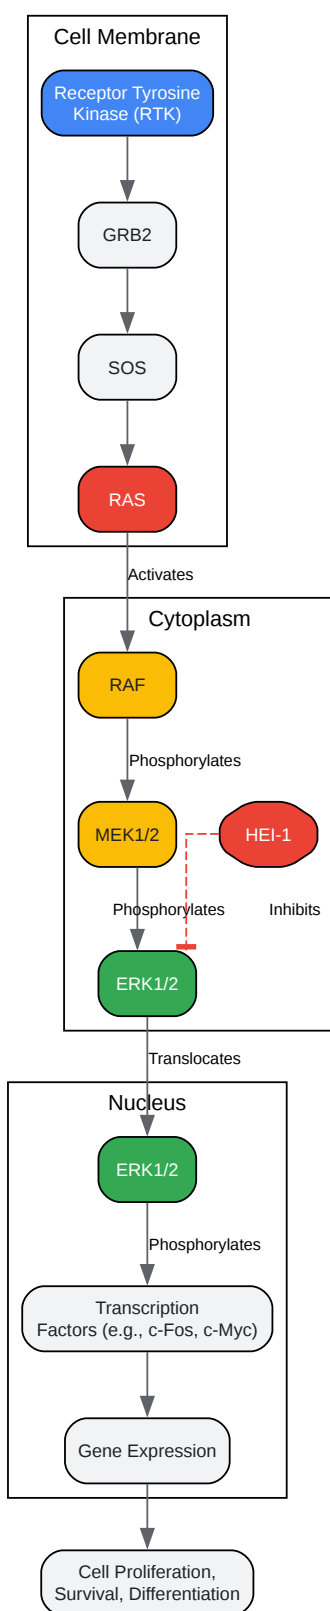 Cell Membrane
Receptor Tyrosine
Kinase (RTK)
GRB2
SOS
RAS
Activates
Cytoplasm
RAF
Phosphorylates
MEK1/2
HEI-1
Phosphorylates
Inhibits
ERK1/2
Translocates
Nucleus
ERK1/2
Phosphorylates
Transcription
Factors (e.g., c-Fos, c-Myc)
Gene Expression
Cell Proliferation,
Survival, Differentiation